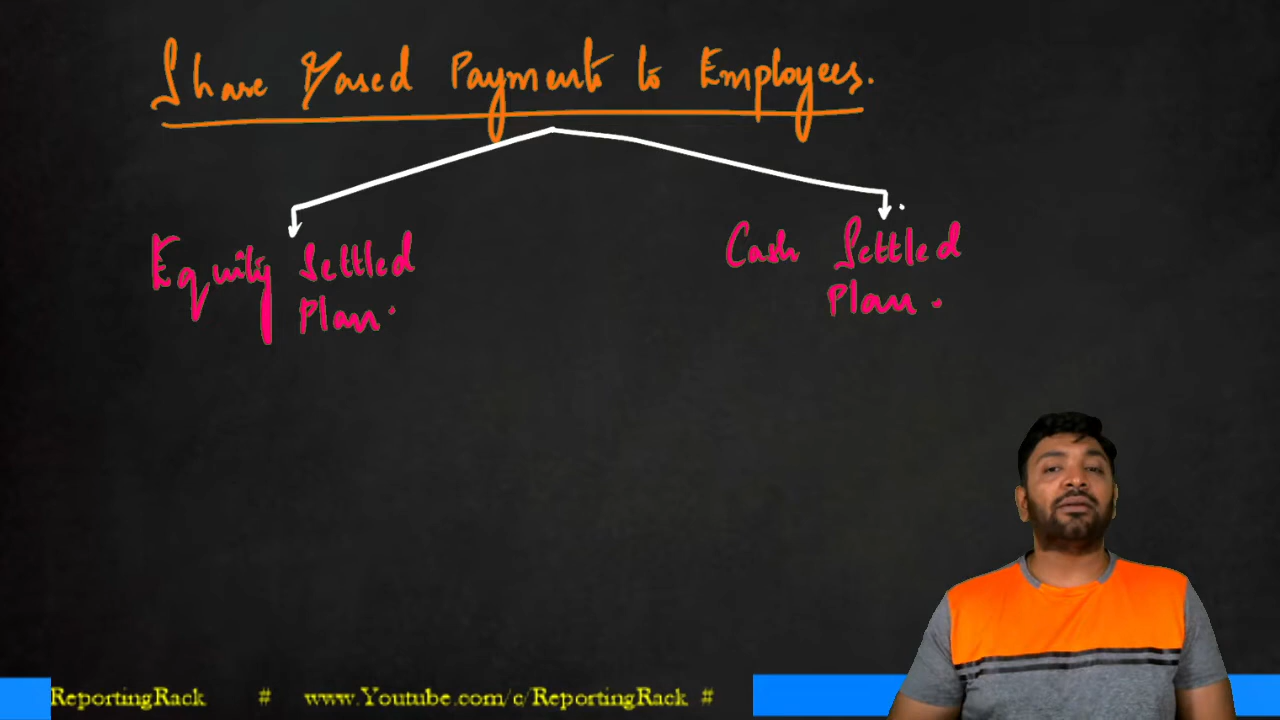 Share Based Payments to Employees.
Equity Settled Plan.
Cash Settled Plan.
ReportingRack # www.Youtube.com/c/ReportingRack #